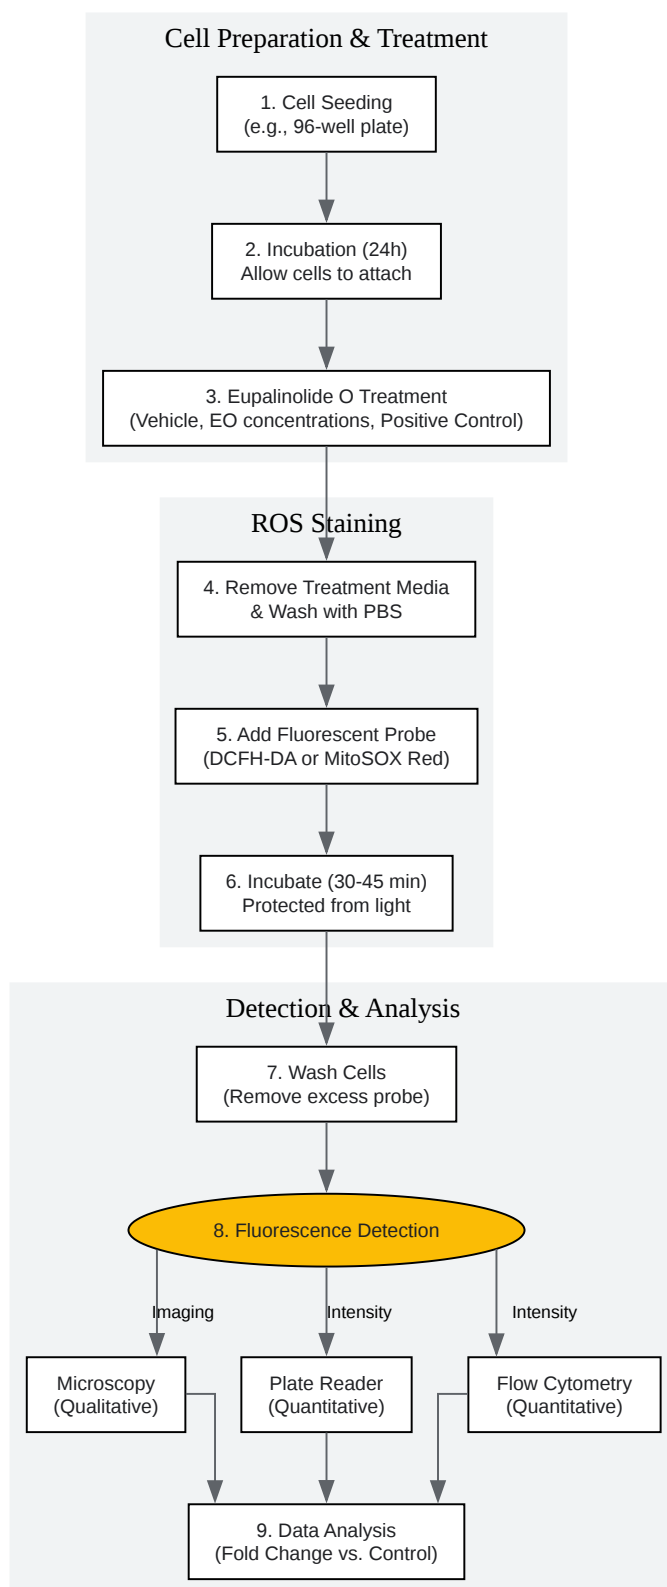 Cell Preparation & Treatment
1. Cell Seeding
(e.g., 96-well plate)
2. Incubation (24h)
Allow cells to attach
3. Eupalinolide O Treatment
(Vehicle, EO concentrations, Positive Control)
ROS Staining
4. Remove Treatment Media
& Wash with PBS
5. Add Fluorescent Probe
(DCFH-DA or MitoSOX Red)
6. Incubate (30-45 min)
Protected from light
Detection & Analysis
7. Wash Cells
(Remove excess probe)
8. Fluorescence Detection
Imaging
Intensity
Intensity
Microscopy
(Qualitative)
Plate Reader
(Quantitative)
Flow Cytometry
(Quantitative)
9. Data Analysis
(Fold Change vs. Control)